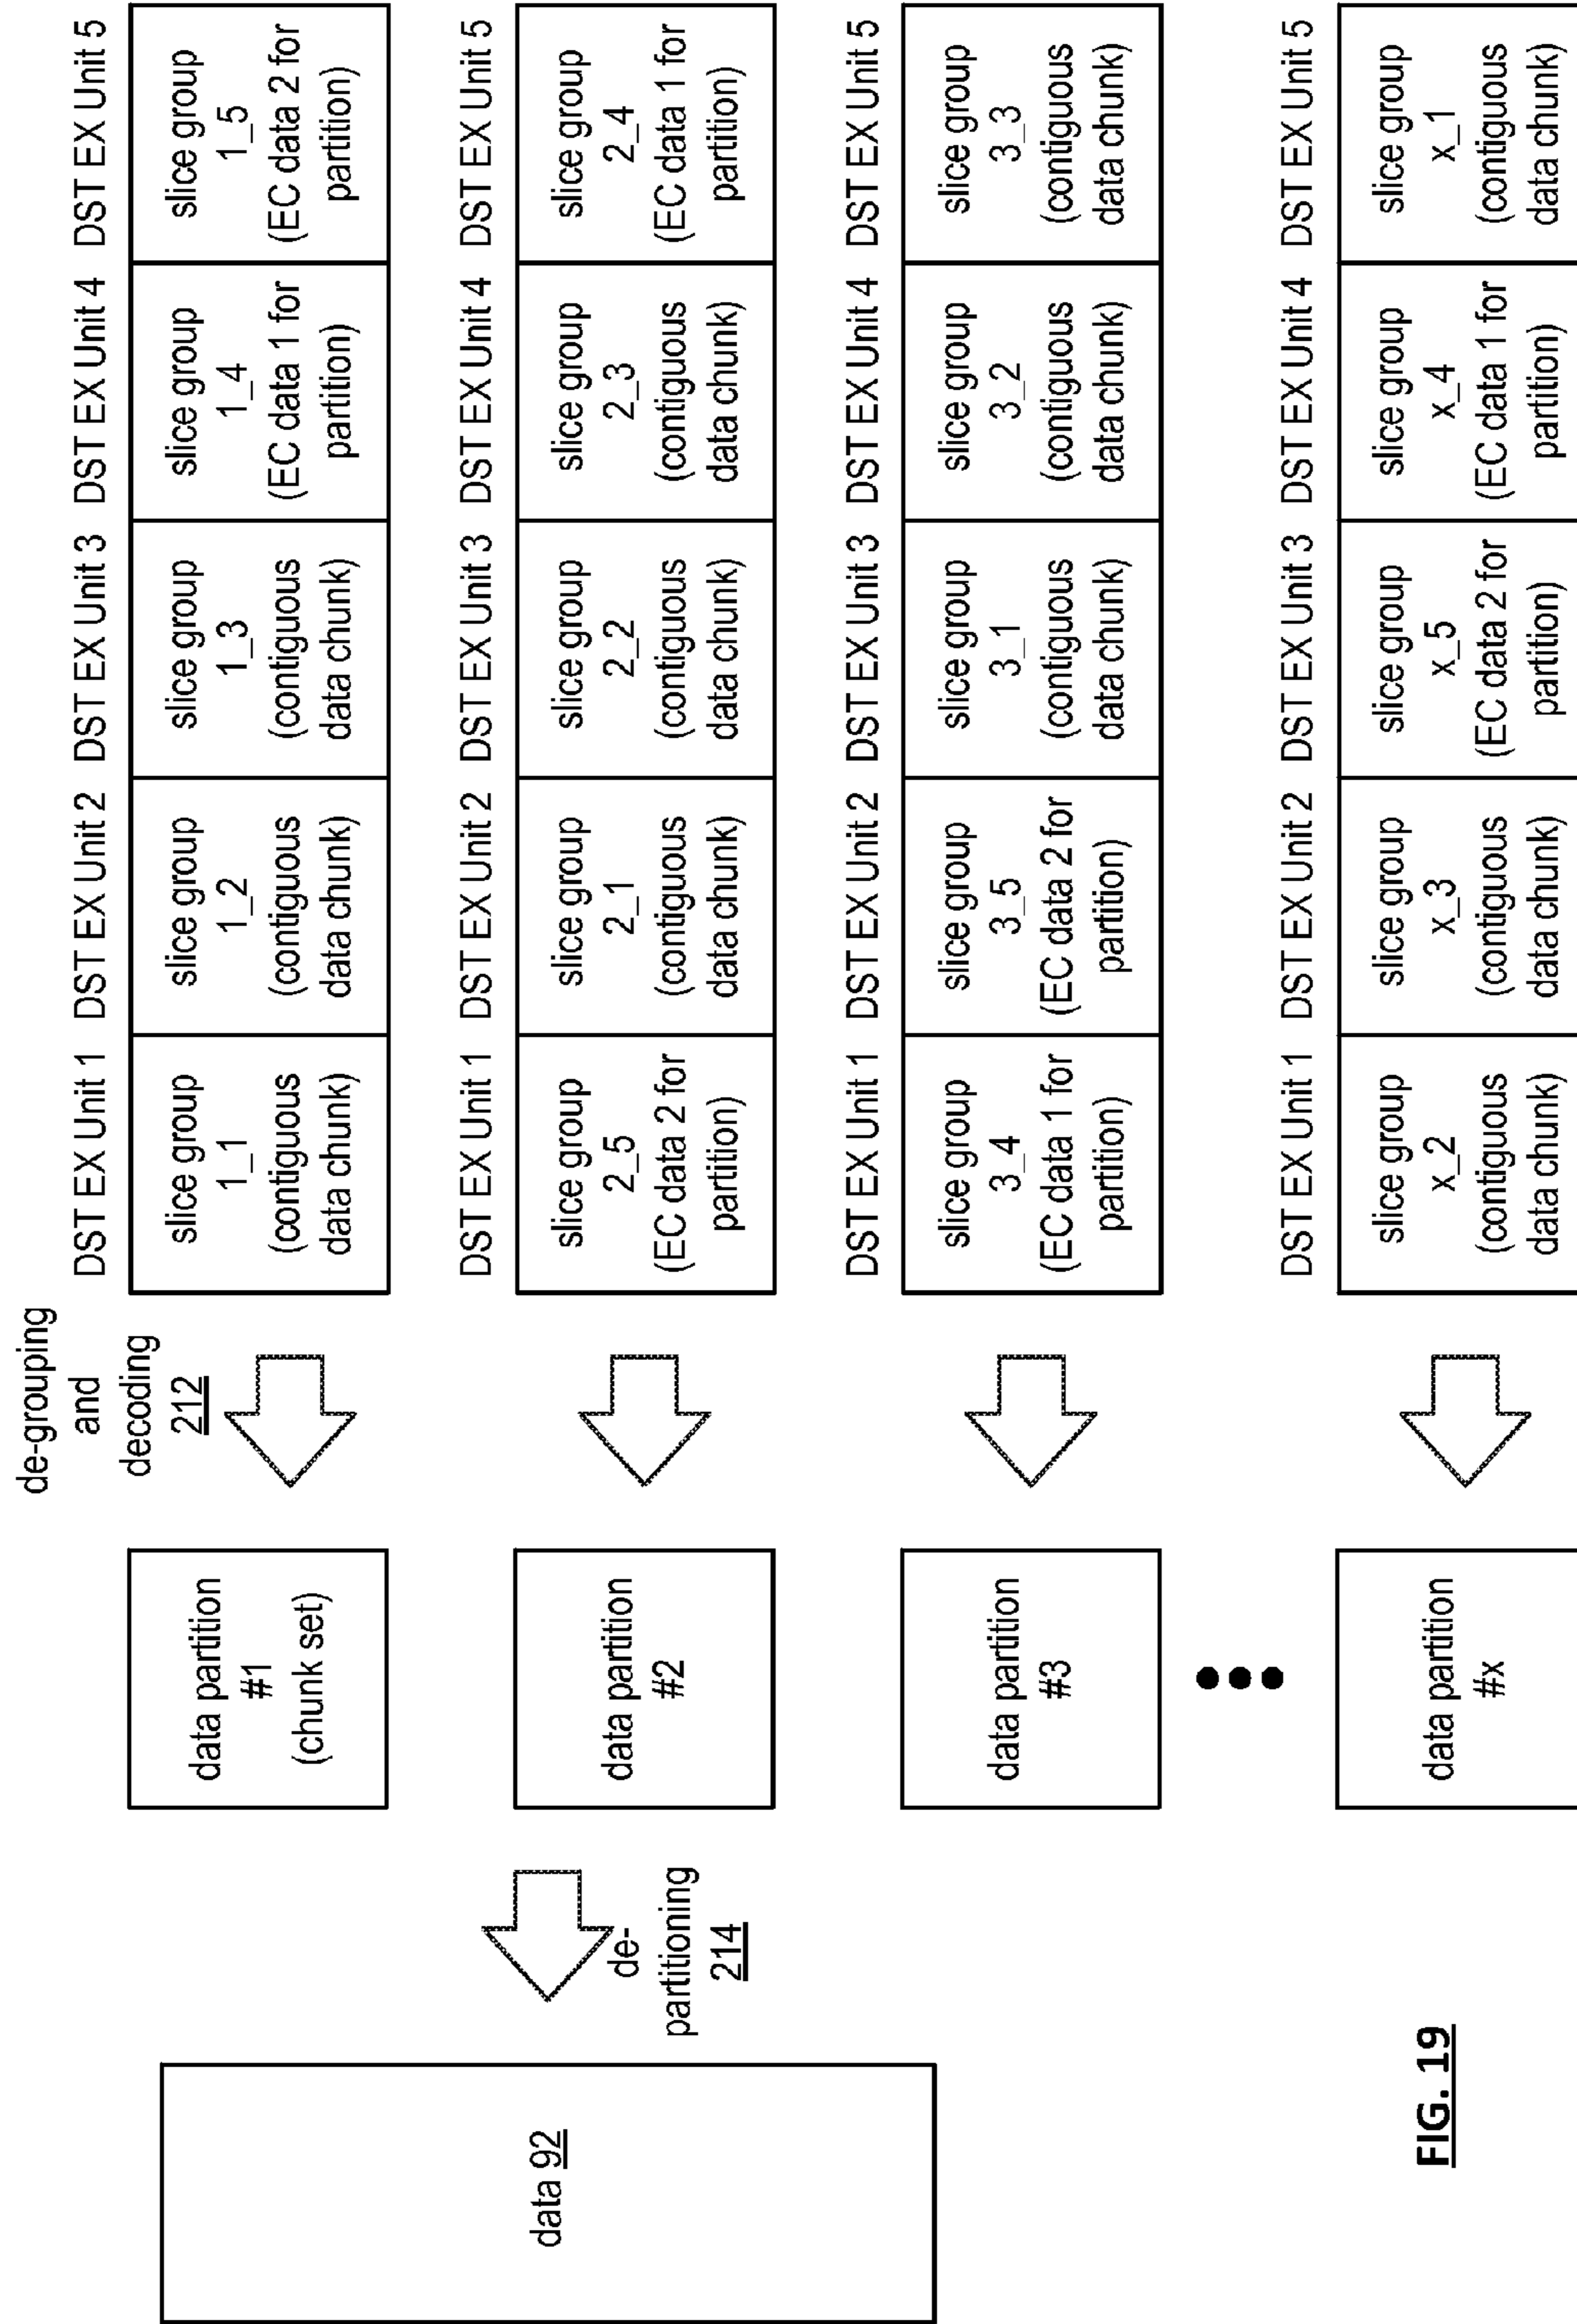 de-grouping
and
decoding
212
DST EX Unit 1 DST EX Unit 2 DST EX Unit 3 DST EX Unit 4 DST EX Unit 5
data partition
#1
(chunk set)
slice group
1_1
(contiguous
data chunk)
slice group
1_2
(contiguous
data chunk)
slice group
1_3
(contiguous
data chunk)
slice group
1_4
(EC data 1 for
partition)
slice group
1_5
(EC data 2 for
partition)
data 92
de-
partitioning
214
DST EX Unit 1 DST EX Unit 2 DST EX Unit 3 DST EX Unit 4 DST EX Unit 5
data partition
#2
slice group
2_5
(EC data 2 for
partition)
slice group
2_1
(contiguous
data chunk)
slice group
2_2
(contiguous
data chunk)
slice group
2_3
(contiguous
data chunk)
slice group
2_4
(EC data 1 for
partition)
DST EX Unit 1 DST EX Unit 2 DST EX Unit 3 DST EX Unit 4 DST EX Unit 5
data partition
#3
slice group
3_4
(EC data 1 for
partition)
slice group
3_5
(EC data 2 for
partition)
slice group
3_1
(contiguous
data chunk)
slice group
3_2
(contiguous
data chunk)
slice group
3_3
(contiguous
data chunk)
DST EX Unit 1 DST EX Unit 2 DST EX Unit 3 DST EX Unit 4 DST EX Unit 5
data partition
#x
slice group
x_2
(contiguous
data chunk)
slice group
x_3
(contiguous
data chunk)
slice group
x_5
(EC data 2 for
partition)
slice group
x_4
(EC data 1 for
partition)
slice group
x_1
(contiguous
data chunk)
FIG. 19